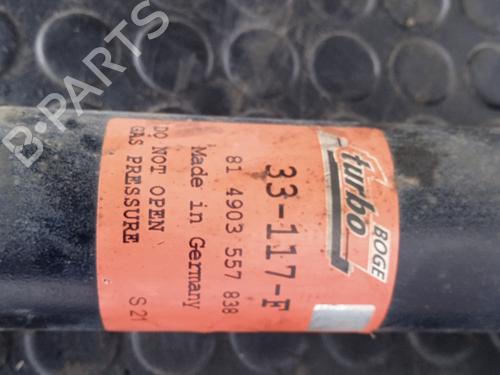 BOGE
turbo
33-117-F
81 4903 557 838
Made in Germany
DO NOT OPEN
GAS PRESSURE
S 21
B-PARTS